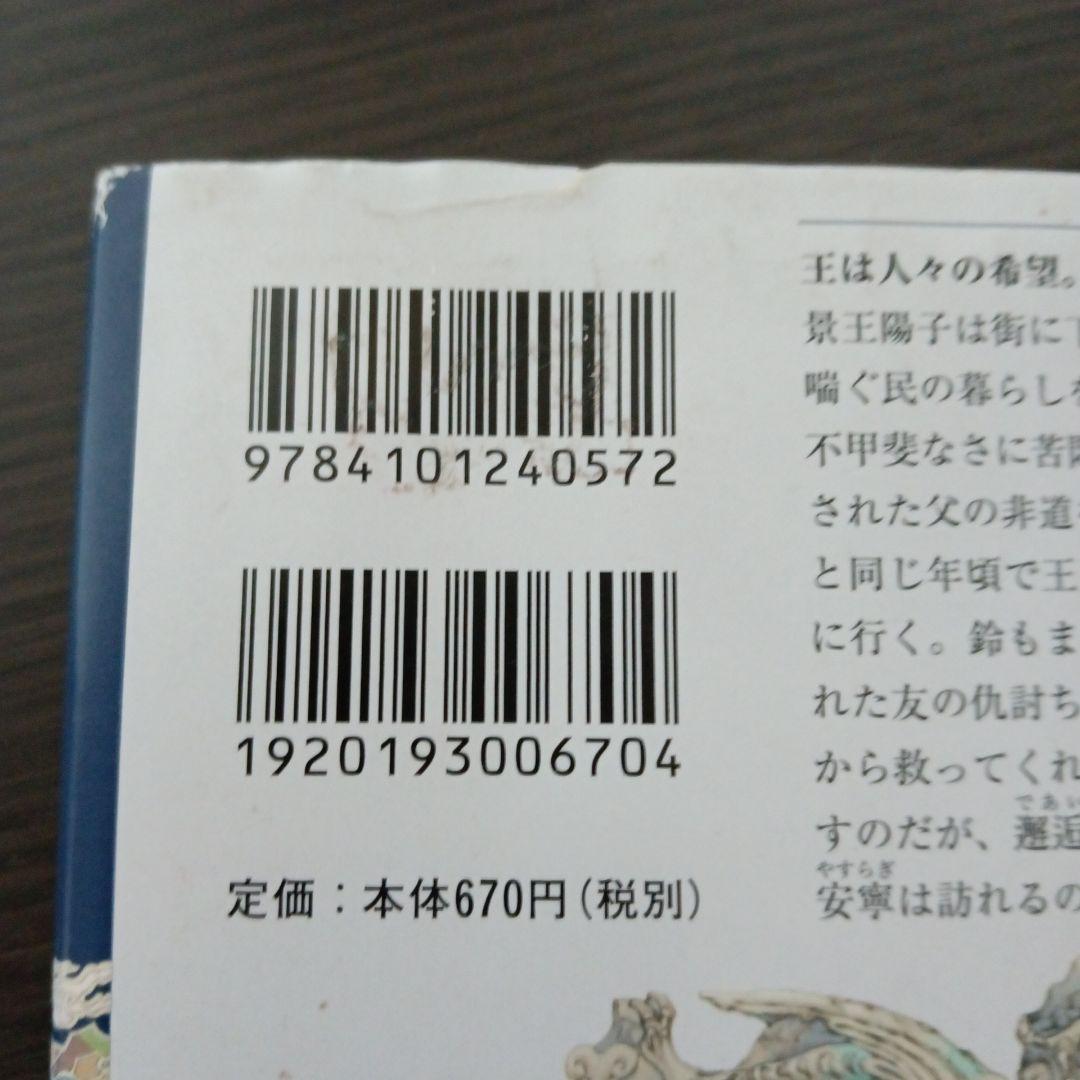 9784101240572
1920193006704
定価：本体670円（税別）
王は人々の希望。
景王陽子は街に
喘ぐ民の暮らし
不甲斐なさに苦
された父の非道
と同じ年頃で王
に行く。鈴もま
れた友の仇討ち
から救ってくれ
であい
すのだが、邂逅
やすらぎ
安寧は訪れるの